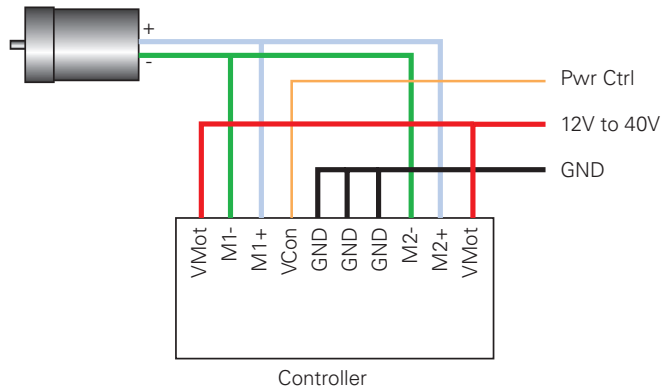 +
-
Pwr Ctrl
12V to 40V
GND
VMot
M1-
M1+
VCon
GND
GND
GND
M2-
M2+
VMot
Controller